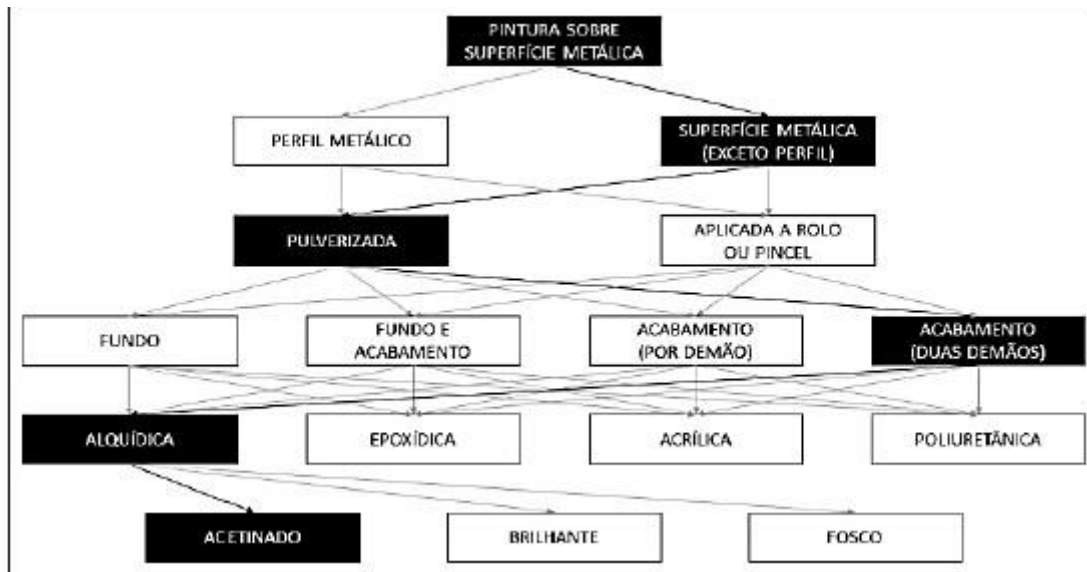 PINTURA SOBRE
SUPERFÍCIE METÁLICA
PERFIL METÁLICO
SUPERFÍCIE METÁLICA
(EXCETO PERFIL)
PULVERIZADA
APLICADA A ROLO
OU PINCEL
FUNDO
FUNDO E
ACABAMENTO
ACABAMENTO
(POR DEMÃO)
ACABAMENTO
(DUAS DEMÃOS)
ALQUÍDICA
EPOXÍDICA
ACRÍLICA
POLIURETÂNICA
ACETINADO
BRILHANTE
FOSCO